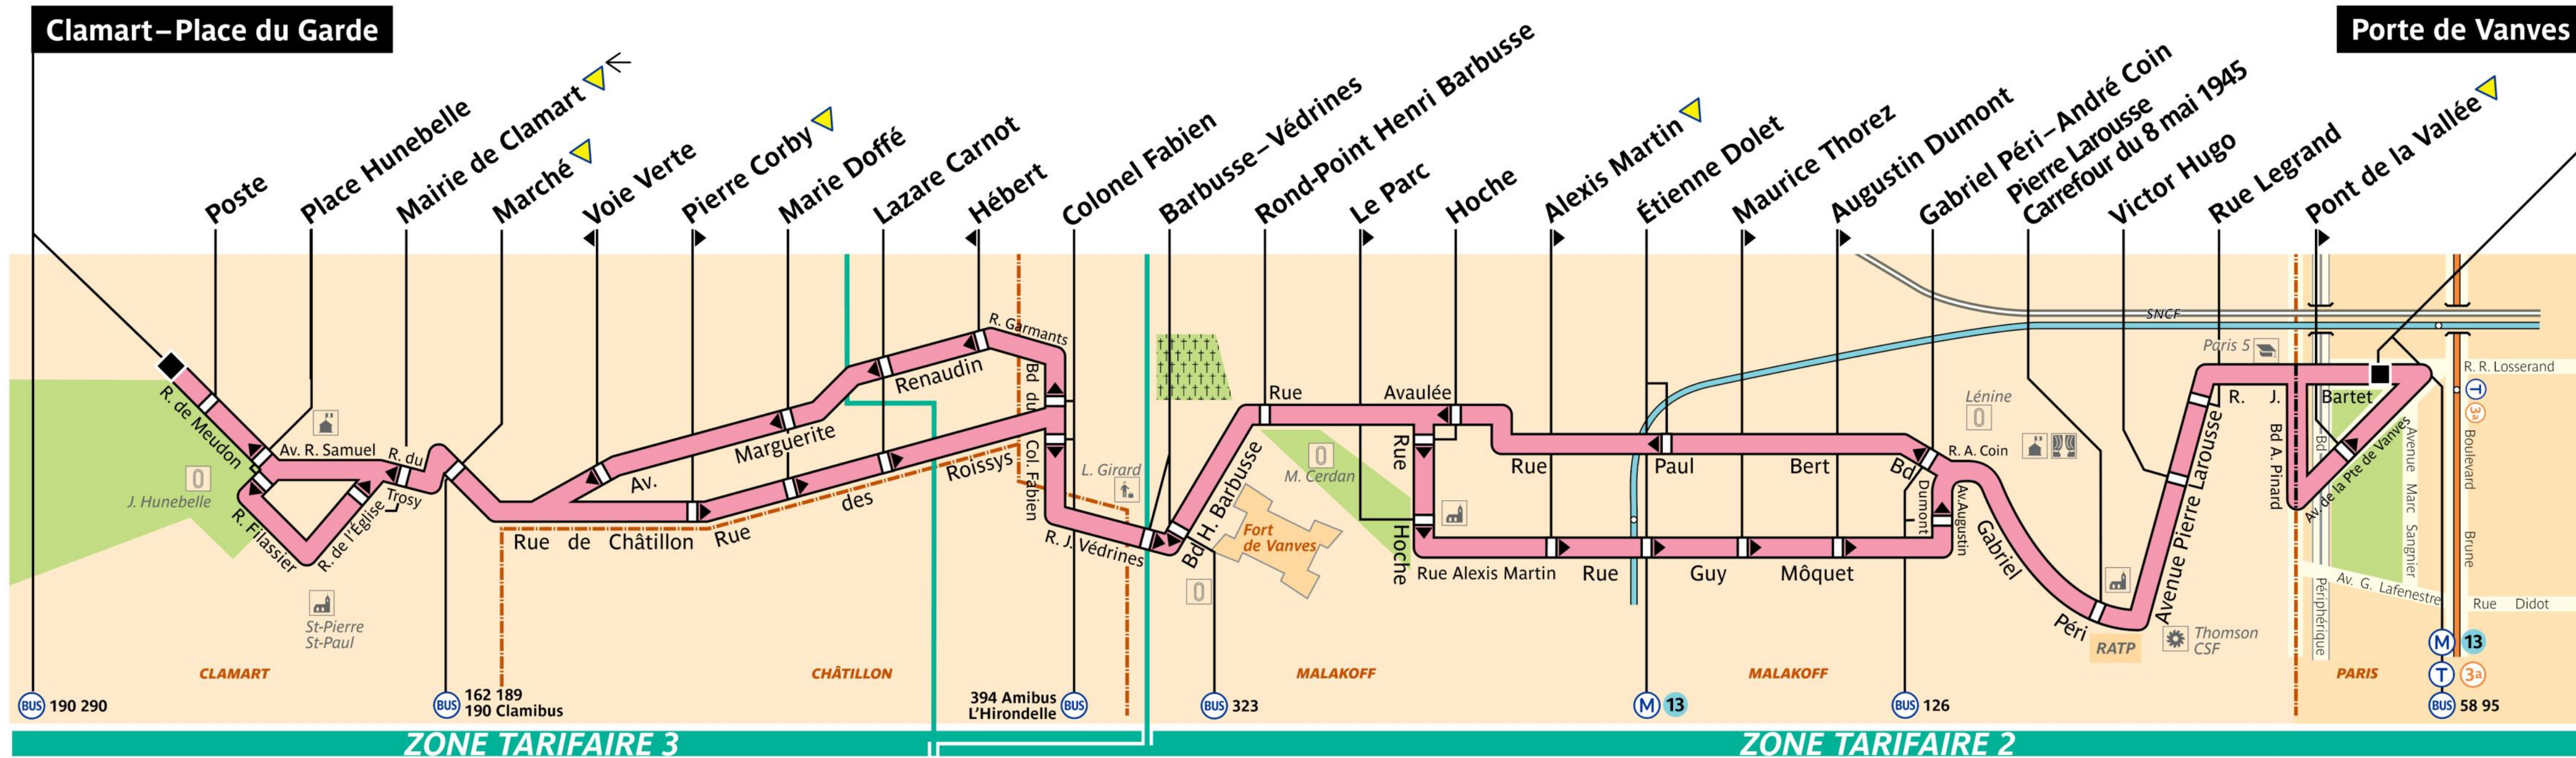 Clamart–Place du Garde
Porte de Vanves
Poste
Place Hunebelle
Mairie de Clamart
Marché
Voie Verte
Pierre Corby
Marie Doffé
Lazare Carnot
Hébert
Colonel Fabien
Barbusse–Védrines
Rond-Point Henri Barbusse
Le Parc
Hoche
Alexis Martin
Étienne Dolet
Maurice Thorez
Augustin Dumont
Gabriel Péri–André Coin
Pierre Larousse
Carrefour du 8 mai 1945
Victor Hugo
Rue Legrand
Pont de la Vallée
R. de Meudon
J. Hunebelle
Av. R. Samuel
R. du
Trosy
R. Filassier
R. de l'Église
St-Pierre
St-Paul
Rue de Châtillon
Av.
Marguerite
Renaudin
R. Garmants
Rue
des
Roissys
Bd du
Col. Fabien
L. Girard
R. J. Védrines
Bd H. Barbusse
Fort
de Vanves
M. Cerdan
Rue
Avaulée
Rue
Hoche
Rue Alexis Martin
Rue
Paul
Bert
Bd
Rue
Guy
Môquet
Dumont
Av. Augustin
R. A. Coin
Lénine
Gabriel
Péri
RATP
Thomson
CSF
Avenue Pierre Larousse
SNCF
Paris 5
R.
J.
Bartet
Bd A. Pinard
Bd
Périphérique
Av. de la Pte de Vanves
Avenue Marc Sangnier
Av. G. Lafenestre
R. R. Losserand
T
3a
Boulevard
Brune
Rue Didot
CLAMART
CHÂTILLON
MALAKOFF
MALAKOFF
PARIS
BUS 190 290
BUS 162 189
190 Clamibus
394 Amibus
L'Hirondelle BUS
BUS 323
M 13
BUS 126
M 13
T 3a
BUS 58 95
ZONE TARIFAIRE 3
ZONE TARIFAIRE 2